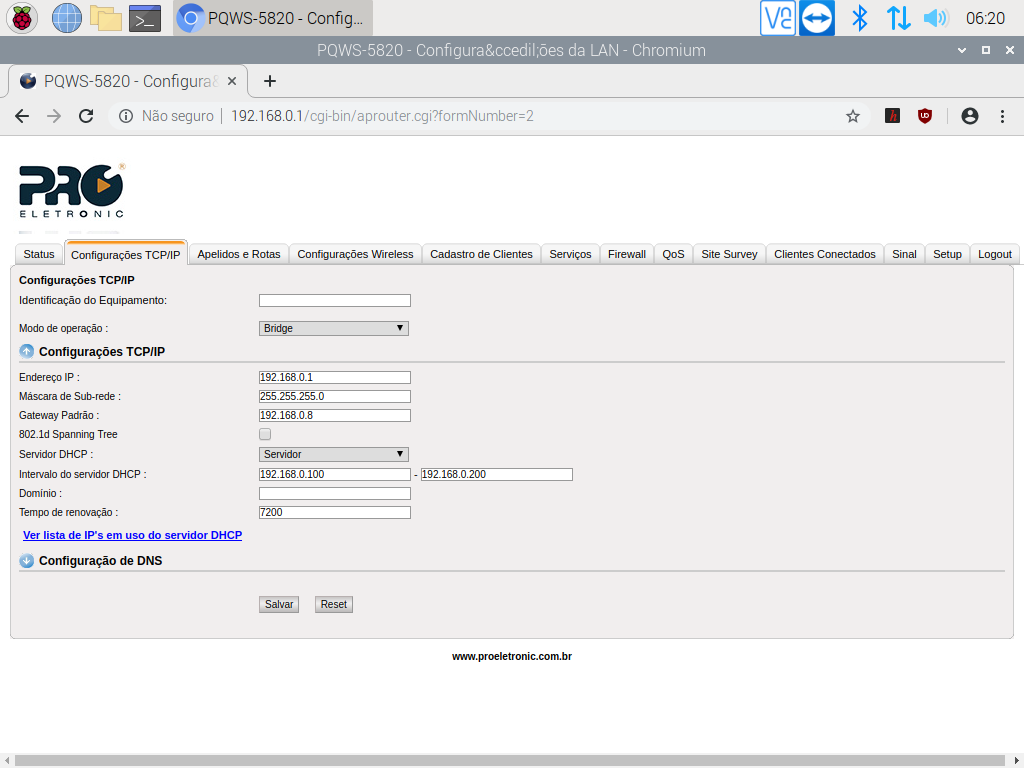 PQWS-5820 - Config... 06:20
PQWS-5820 - Configura&ccedil;ões da LAN - Chromium
PQWS-5820 - Configura&
Não seguro | 192.168.0.1/cgi-bin/aprouter.cgi?formNumber=2
PRO
ELETRONIC
Status Configurações TCP/IP Apelidos e Rotas Configurações Wireless Cadastro de Clientes Serviços Firewall QoS Site Survey Clientes Conectados Sinal Setup Logout
Configurações TCP/IP
Identificação do Equipamento:
Modo de operação : Bridge
Configurações TCP/IP
Endereço IP : 192.168.0.1
Máscara de Sub-rede : 255.255.255.0
Gateway Padrão : 192.168.0.8
802.1d Spanning Tree
Servidor DHCP : Servidor
Intervalo do servidor DHCP : 192.168.0.100 - 192.168.0.200
Domínio :
Tempo de renovação : 7200
Ver lista de IP's em uso do servidor DHCP
Configuração de DNS
Salvar Reset
www.proeletronic.com.br